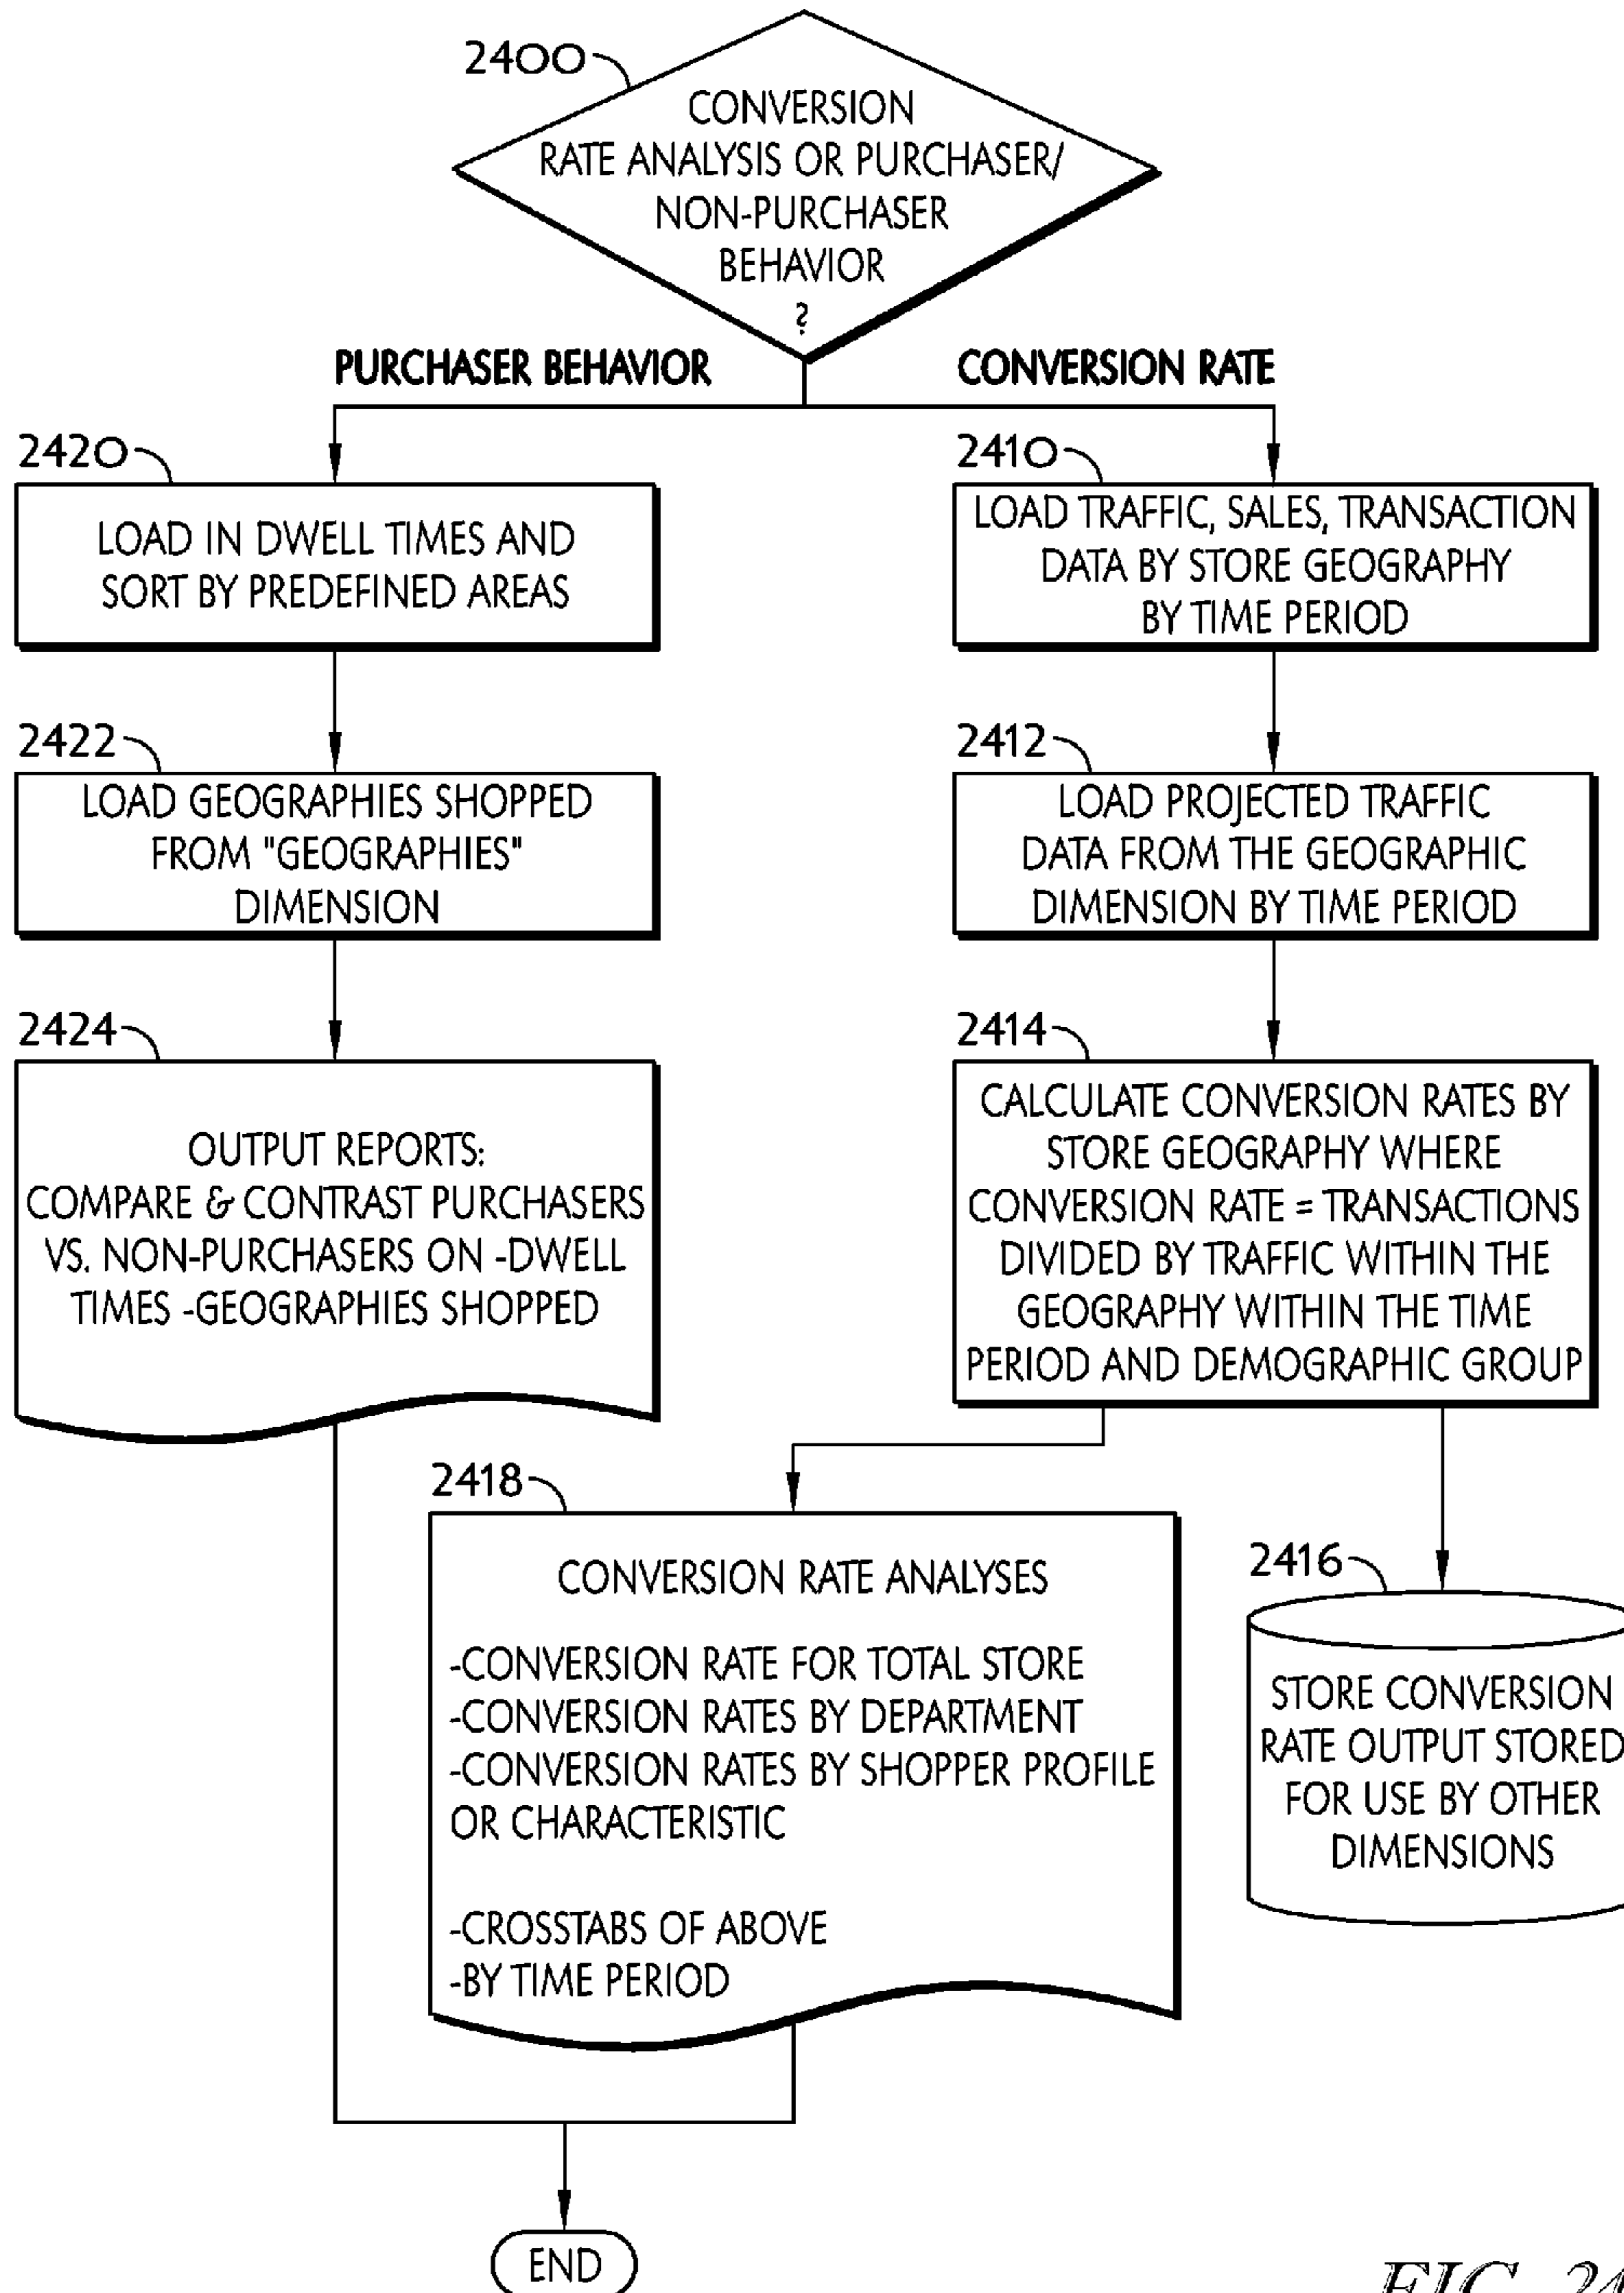 2400
CONVERSION
RATE ANALYSIS OR PURCHASER/
NON-PURCHASER
BEHAVIOR
?
PURCHASER BEHAVIOR
CONVERSION RATE
2420
LOAD IN DWELL TIMES AND
SORT BY PREDEFINED AREAS
2410
LOAD TRAFFIC, SALES, TRANSACTION
DATA BY STORE GEOGRAPHY
BY TIME PERIOD
2422
LOAD GEOGRAPHIES SHOPPED
FROM "GEOGRAPHIES"
DIMENSION
2412
LOAD PROJECTED TRAFFIC
DATA FROM THE GEOGRAPHIC
DIMENSION BY TIME PERIOD
2424
OUTPUT REPORTS:
COMPARE & CONTRAST PURCHASERS
VS. NON-PURCHASERS ON -DWELL
TIMES -GEOGRAPHIES SHOPPED
2414
CALCULATE CONVERSION RATES BY
STORE GEOGRAPHY WHERE
CONVERSION RATE = TRANSACTIONS
DIVIDED BY TRAFFIC WITHIN THE
GEOGRAPHY WITHIN THE TIME
PERIOD AND DEMOGRAPHIC GROUP
2418
CONVERSION RATE ANALYSES
-CONVERSION RATE FOR TOTAL STORE
-CONVERSION RATES BY DEPARTMENT
-CONVERSION RATES BY SHOPPER PROFILE
OR CHARACTERISTIC
-CROSSTABS OF ABOVE
-BY TIME PERIOD
2416
STORE CONVERSION
RATE OUTPUT STORED
FOR USE BY OTHER
DIMENSIONS
END
FIG. 24